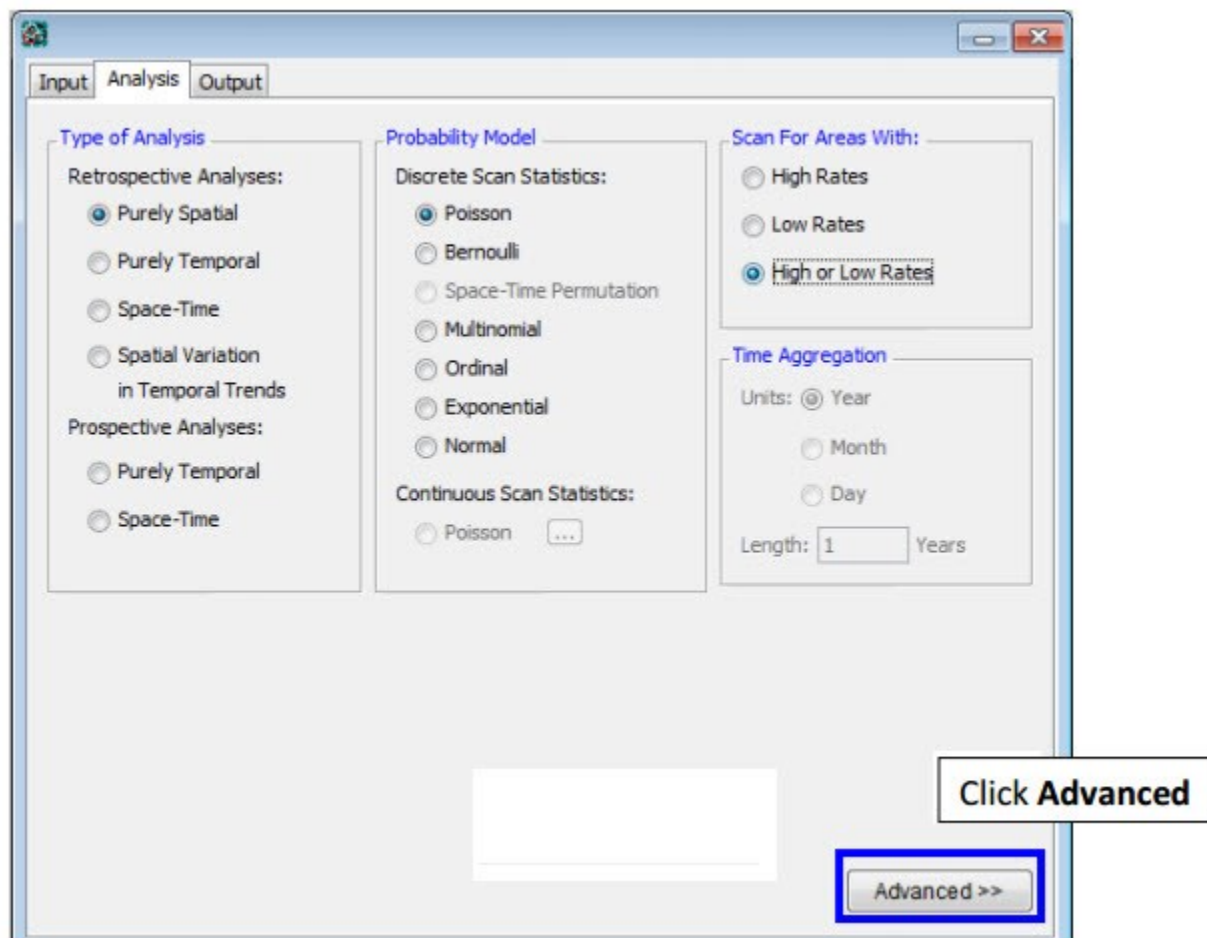 Input Analysis Output
Type of Analysis
Retrospective Analyses:
Purely Spatial
Purely Temporal
Space-Time
Spatial Variation
in Temporal Trends
Prospective Analyses:
Purely Temporal
Space-Time
Probability Model
Discrete Scan Statistics:
Poisson
Bernoulli
Space-Time Permutation
Multinomial
Ordinal
Exponential
Normal
Continuous Scan Statistics:
Poisson ...
Scan For Areas With:
High Rates
Low Rates
High or Low Rates
Time Aggregation
Units: Year
Month
Day
Length: 1 Years
Click Advanced
Advanced >>